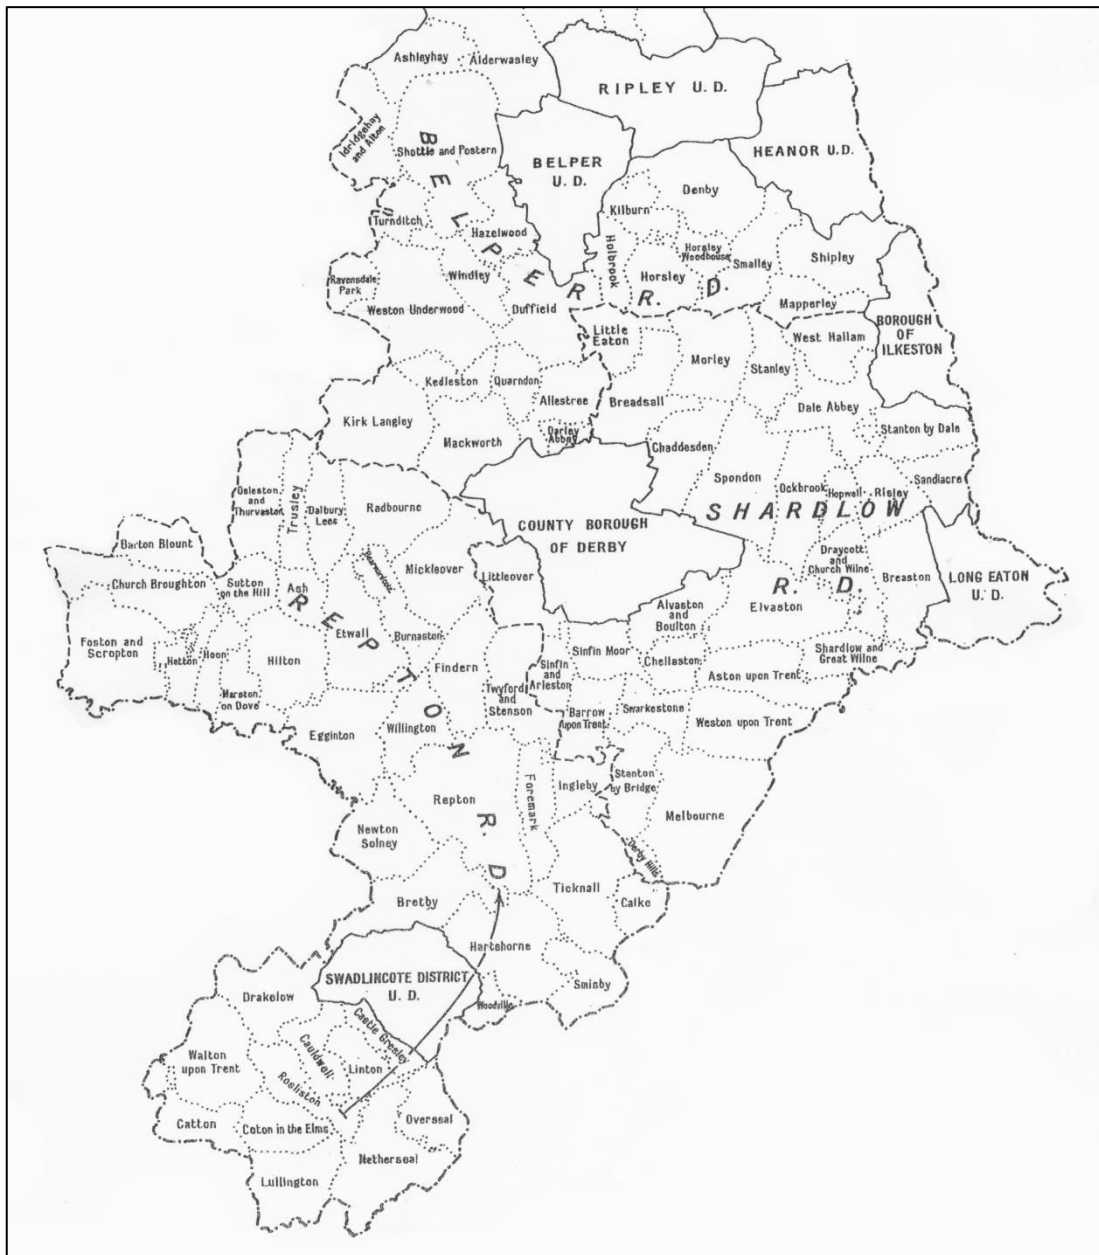 Ashleyhay
Alderwasley
RIPLEY U. D.
Idridgehay
and Alton
Shottle and Postern
BELPER
U. D.
HEANOR U.D.
Denby
Kilburn
Turnditch
Hazelwood
Holbrook
Horsley
Woodhouse
Horsley
Smalley
Shipley
BELPER R. D.
Ravensdale
Park
Windley
Weston Underwood
Duffield
Mapperley
Little
Eaton
West Hallam
BOROUGH
OF
ILKESTON
Morley
Stanley
Kedleston
Quarndon
Allestree
Breadsall
Dale Abbey
Kirk Langley
Mackworth
Darley
Abbey
Chaddesden
Stanton by Dale
Spondon
Ockbrook
Hopwell
Risley
Sandiacre
Osleston
and
Thurvaston
Trusley
Dalbury
Lees
Radbourne
SHARDLOW
R. D.
COUNTY BOROUGH
OF DERBY
Barton Blount
Church Broughton
Sutton
on the Hill
Ash
Mickleover
Littleover
Draycott
and
Church Wilne
Breaston
LONG EATON
U. D.
Elvaston
Alvaston
and
Boulton
REPTON R. D.
Foston and
Scropton
Hatton
Hoon
Hilton
Etwall
Burnaston
Findern
Marston
on Dove
Sinfin Moor
Chellaston
Shardlow and
Great Wilne
Aston upon Trent
Sinfin
and
Arleston
Twyford
and
Stenson
Barrow
upon Trent
Swarkestone
Weston upon Trent
Egginton
Willington
Repton
Foremark
Ingleby
Stanton
by Bridge
Melbourne
Newton
Solney
Derby Hills
Ticknall
Calke
Bretby
Hartshorne
Smisby
SWADLINCOTE DISTRICT
U. D.
Woodville
Drakelow
Castle Gresley
Cauldwell
Linton
Walton
upon Trent
Rosliston
Catton
Coton in the Elms
Overseal
Netherseal
Lullington